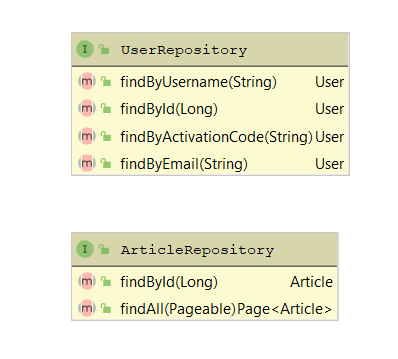 I UserRepository
m findByUsername(String) User
m findById(Long) User
m findByActivationCode(String) User
m findByEmail(String) User
I ArticleRepository
m findById(Long) Article
m findAll(Pageable) Page<Article>